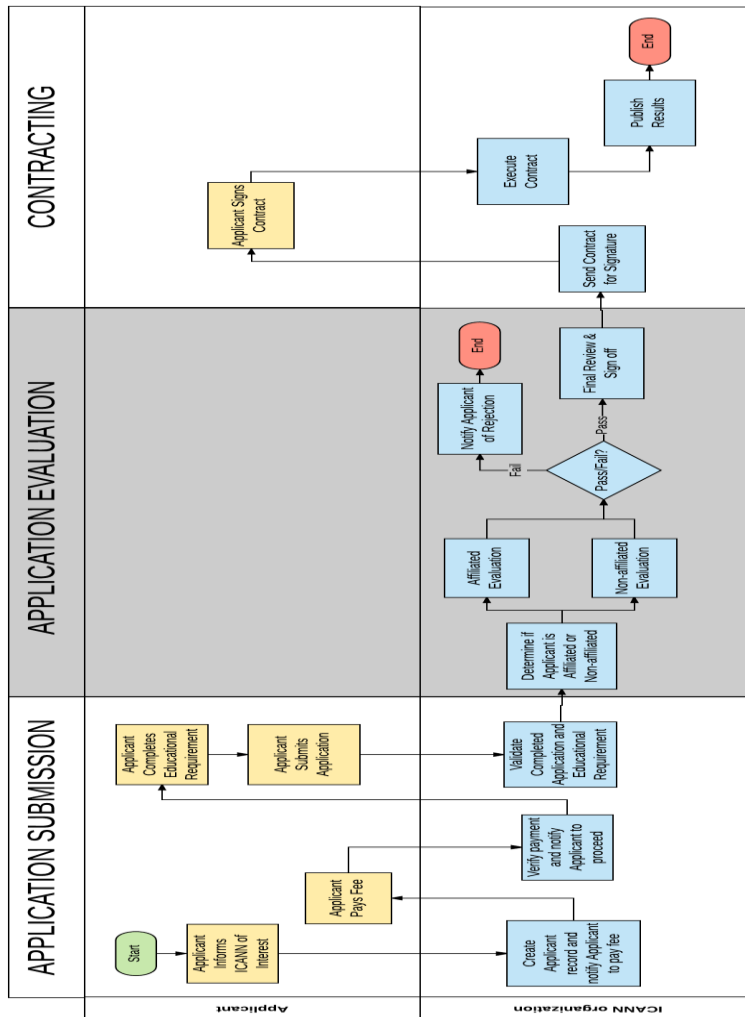 APPLICATION SUBMISSION
APPLICATION EVALUATION
CONTRACTING
Applicant
Start
Applicant
Informs
ICANN of
Interest
Applicant
Pays Fee
Applicant
Completes
Educational
Requirement
Applicant
Submits
Application
Applicant Signs
Contract
ICANN organization
Create
Applicant
record and
notify Applicant
to pay fee
Verify payment
and notify
Applicant to
proceed
Validate
Completed
Application and
Educational
Requirement
Determine if
Applicant is
Affiliated or
Non-affiliated
Affiliated
Evaluation
Non-affiliated
Evaluation
Pass/Fail?
Fail
Pass
Notify Applicant
of Rejection
End
Final Review &
Sign off
Send Contract
for Signature
Execute
Contract
Publish
Results
End